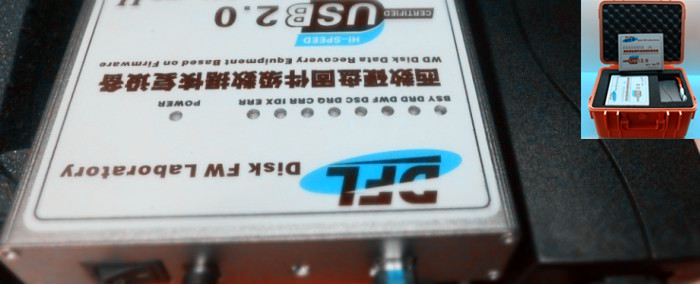 DFL Disk FW Laboratory
BSY DRD DWF DSC DRQ CRR IDX ERR POWER
西数硬盘固件级数据恢复设备
WD Disk Data Recovery Equipment Based on Firmware
HI-SPEED
CERTIFIED USB 2.0